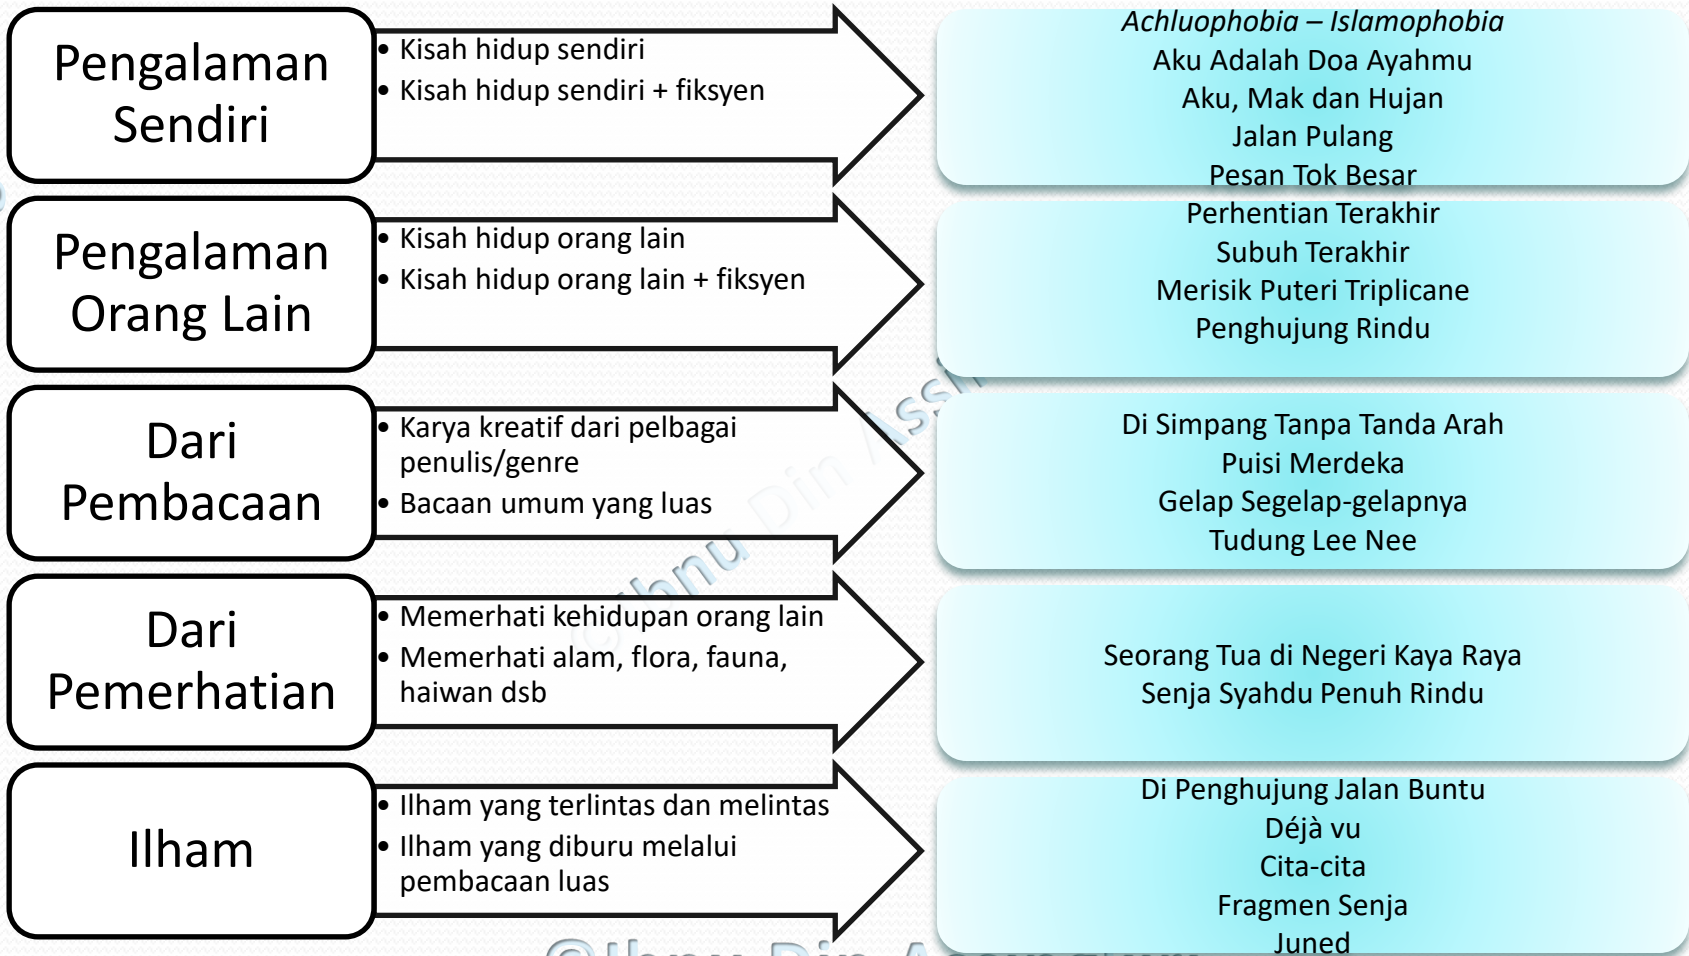 Pengalaman
Sendiri
• Kisah hidup sendiri
• Kisah hidup sendiri + fiksyen
Achluophobia – Islamophobia
Aku Adalah Doa Ayahmu
Aku, Mak dan Hujan
Jalan Pulang
Pesan Tok Besar
Pengalaman
Orang Lain
• Kisah hidup orang lain
• Kisah hidup orang lain + fiksyen
Perhentian Terakhir
Subuh Terakhir
Merisik Puteri Triplicane
Penghujung Rindu
Dari
Pembacaan
• Karya kreatif dari pelbagai
penulis/genre
• Bacaan umum yang luas
Di Simpang Tanpa Tanda Arah
Puisi Merdeka
Gelap Segelap-gelapnya
Tudung Lee Nee
Dari
Pemerhatian
• Memerhati kehidupan orang lain
• Memerhati alam, flora, fauna,
haiwan dsb
Seorang Tua di Negeri Kaya Raya
Senja Syahdu Penuh Rindu
Ilham
• Ilham yang terlintas dan melintas
• Ilham yang diburu melalui
pembacaan luas
Di Penghujung Jalan Buntu
Déjà vu
Cita-cita
Fragmen Senja
Juned
©Ibnu Din
©Ibnu Din